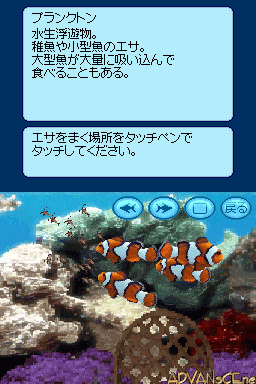 プランクトン
水生浮遊物。
稚魚や小型魚のエサ。
大型魚が大量に吸い込んで
食べることもある。
エサをまく場所をタッチペンで
タッチしてください。
戻る
ADVANsCEne